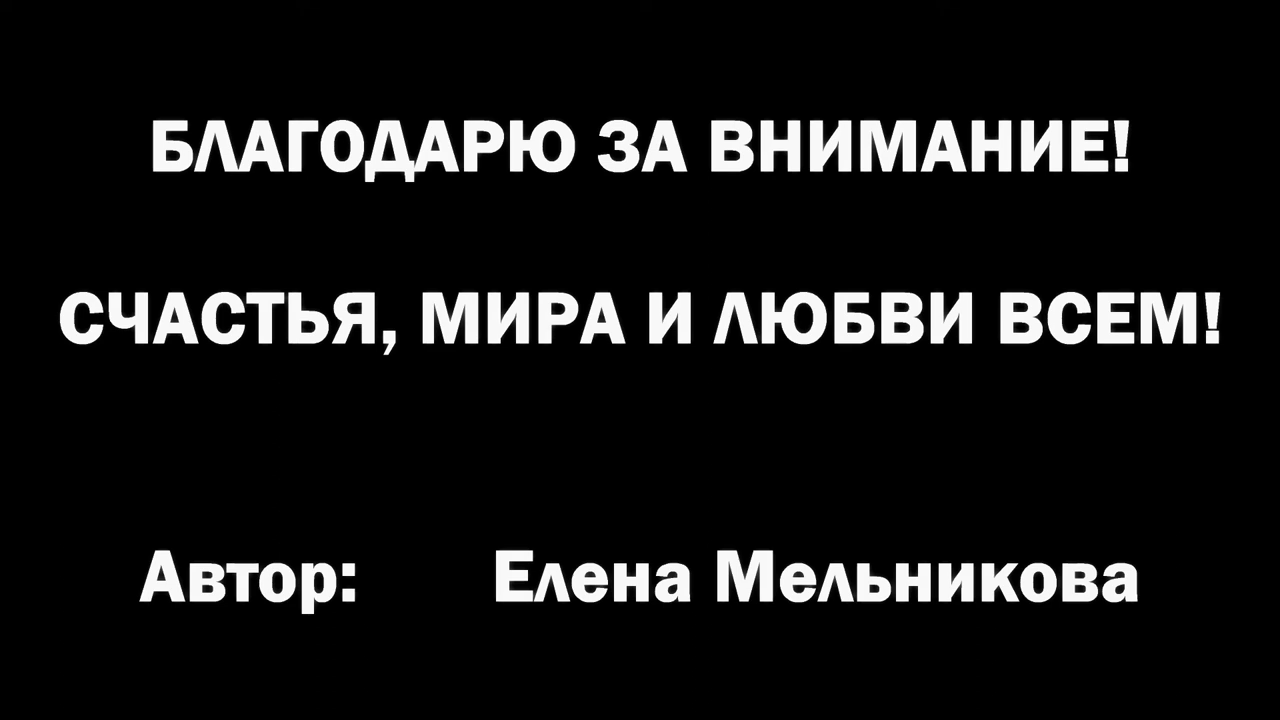 БЛАГОДАРЮ ЗА ВНИМАНИЕ!
СЧАСТЬЯ, МИРА И ЛЮБВИ ВСЕМ!
Автор: Елена Мельникова